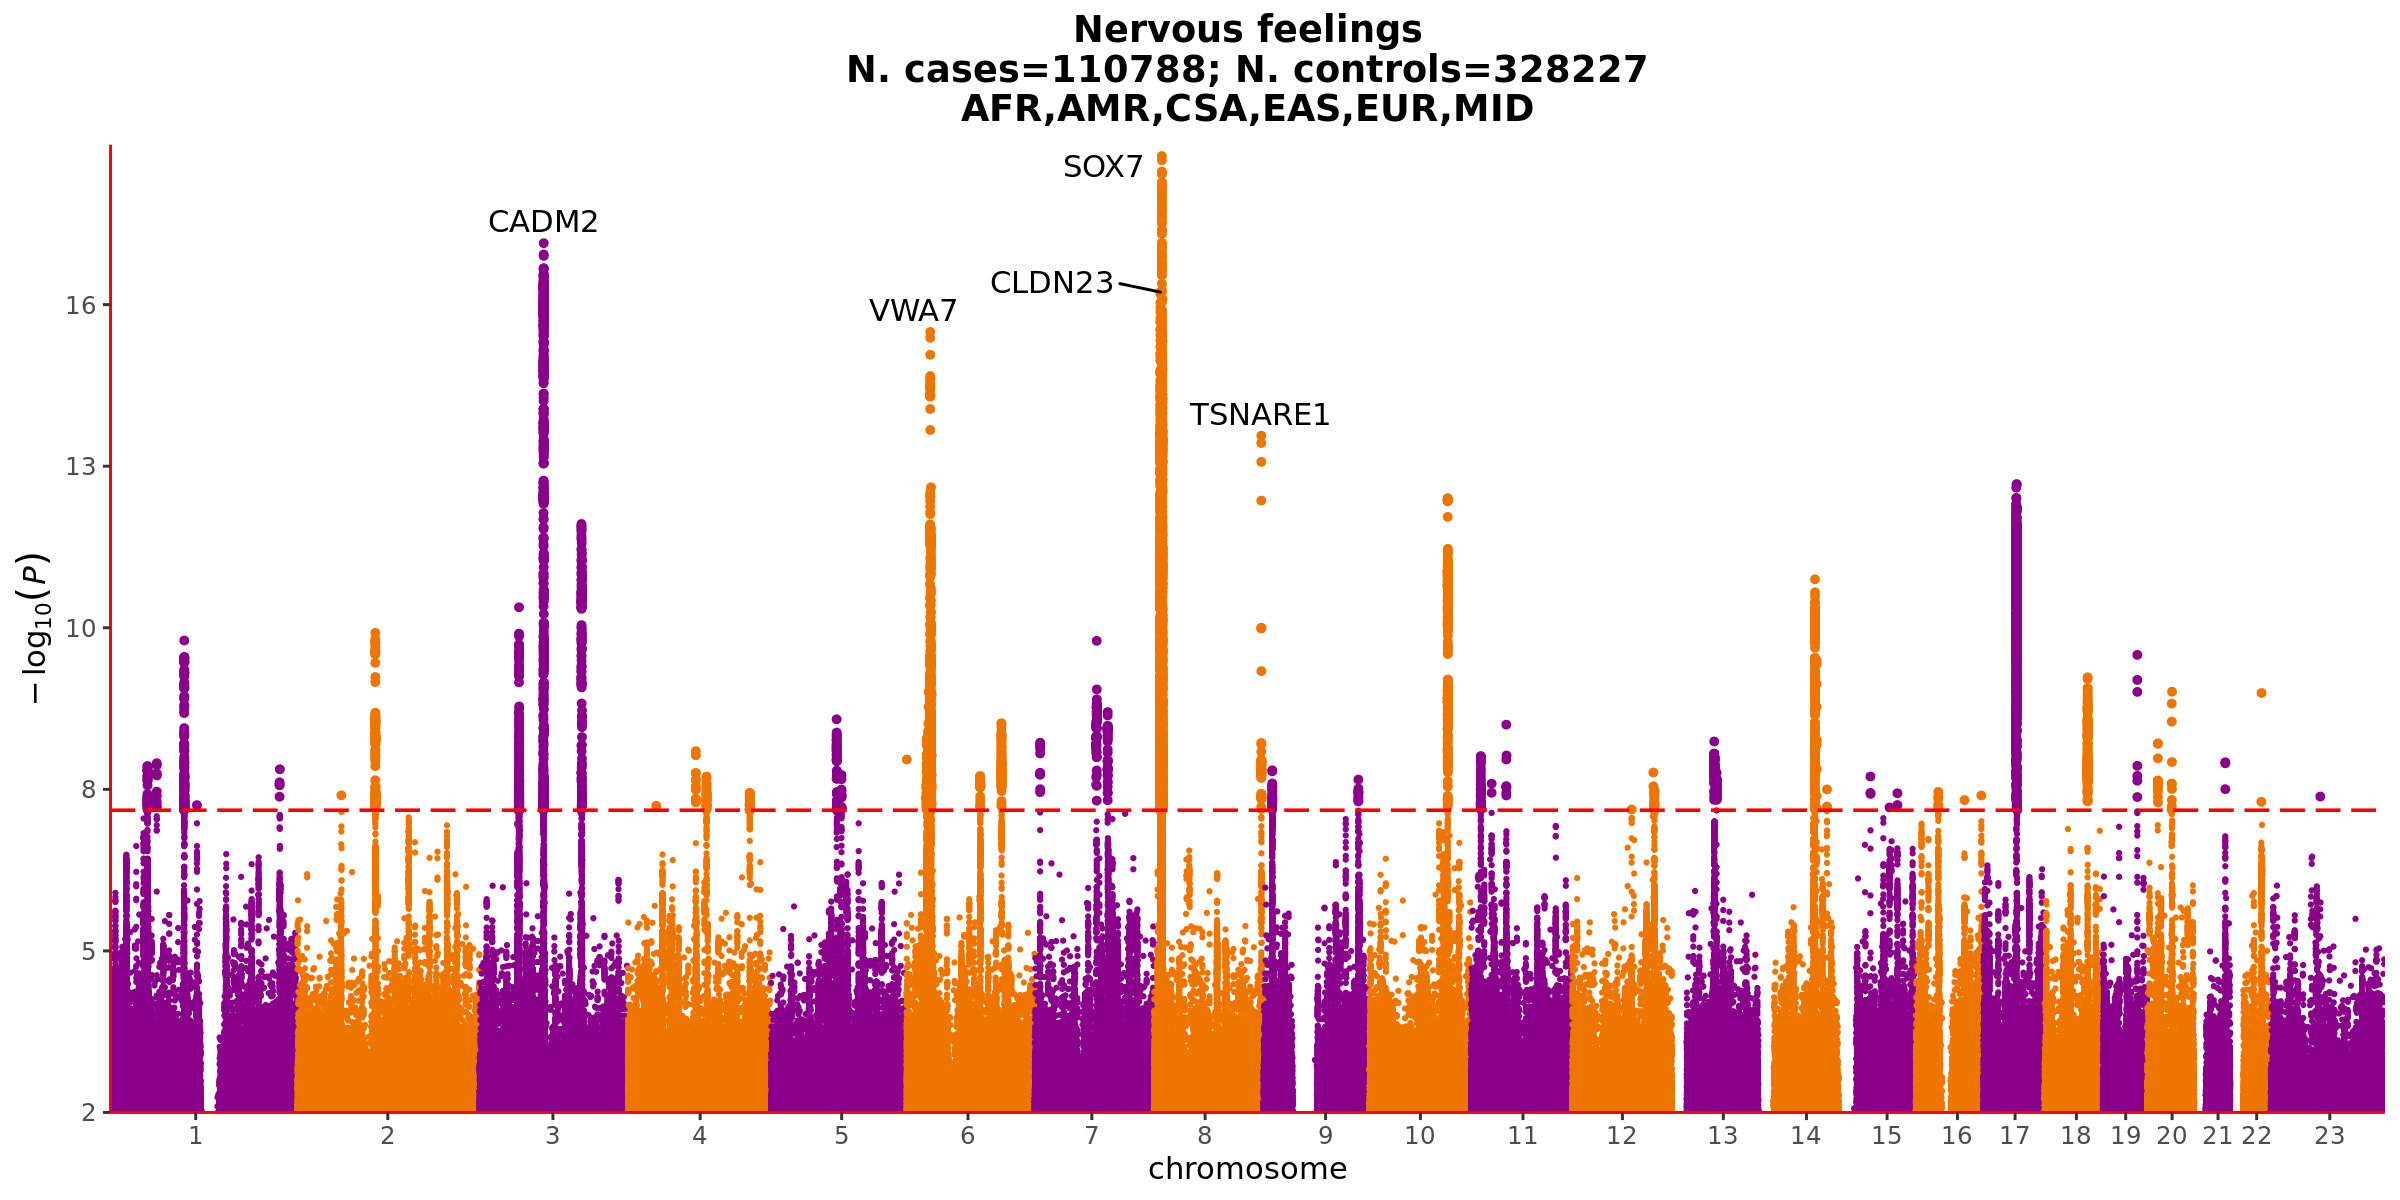 Nervous feelings
N. cases=110788; N. controls=328227
AFR,AMR,CSA,EAS,EUR,MID
SOX7
CADM2
CLDN23
VWA7
TSNARE1
16
13
10
8
5
2
−log10(P)
1 2 3 4 5 6 7 8 9 10 11 12 13 14 15 16 17 18 19 20 21 22 23
chromosome